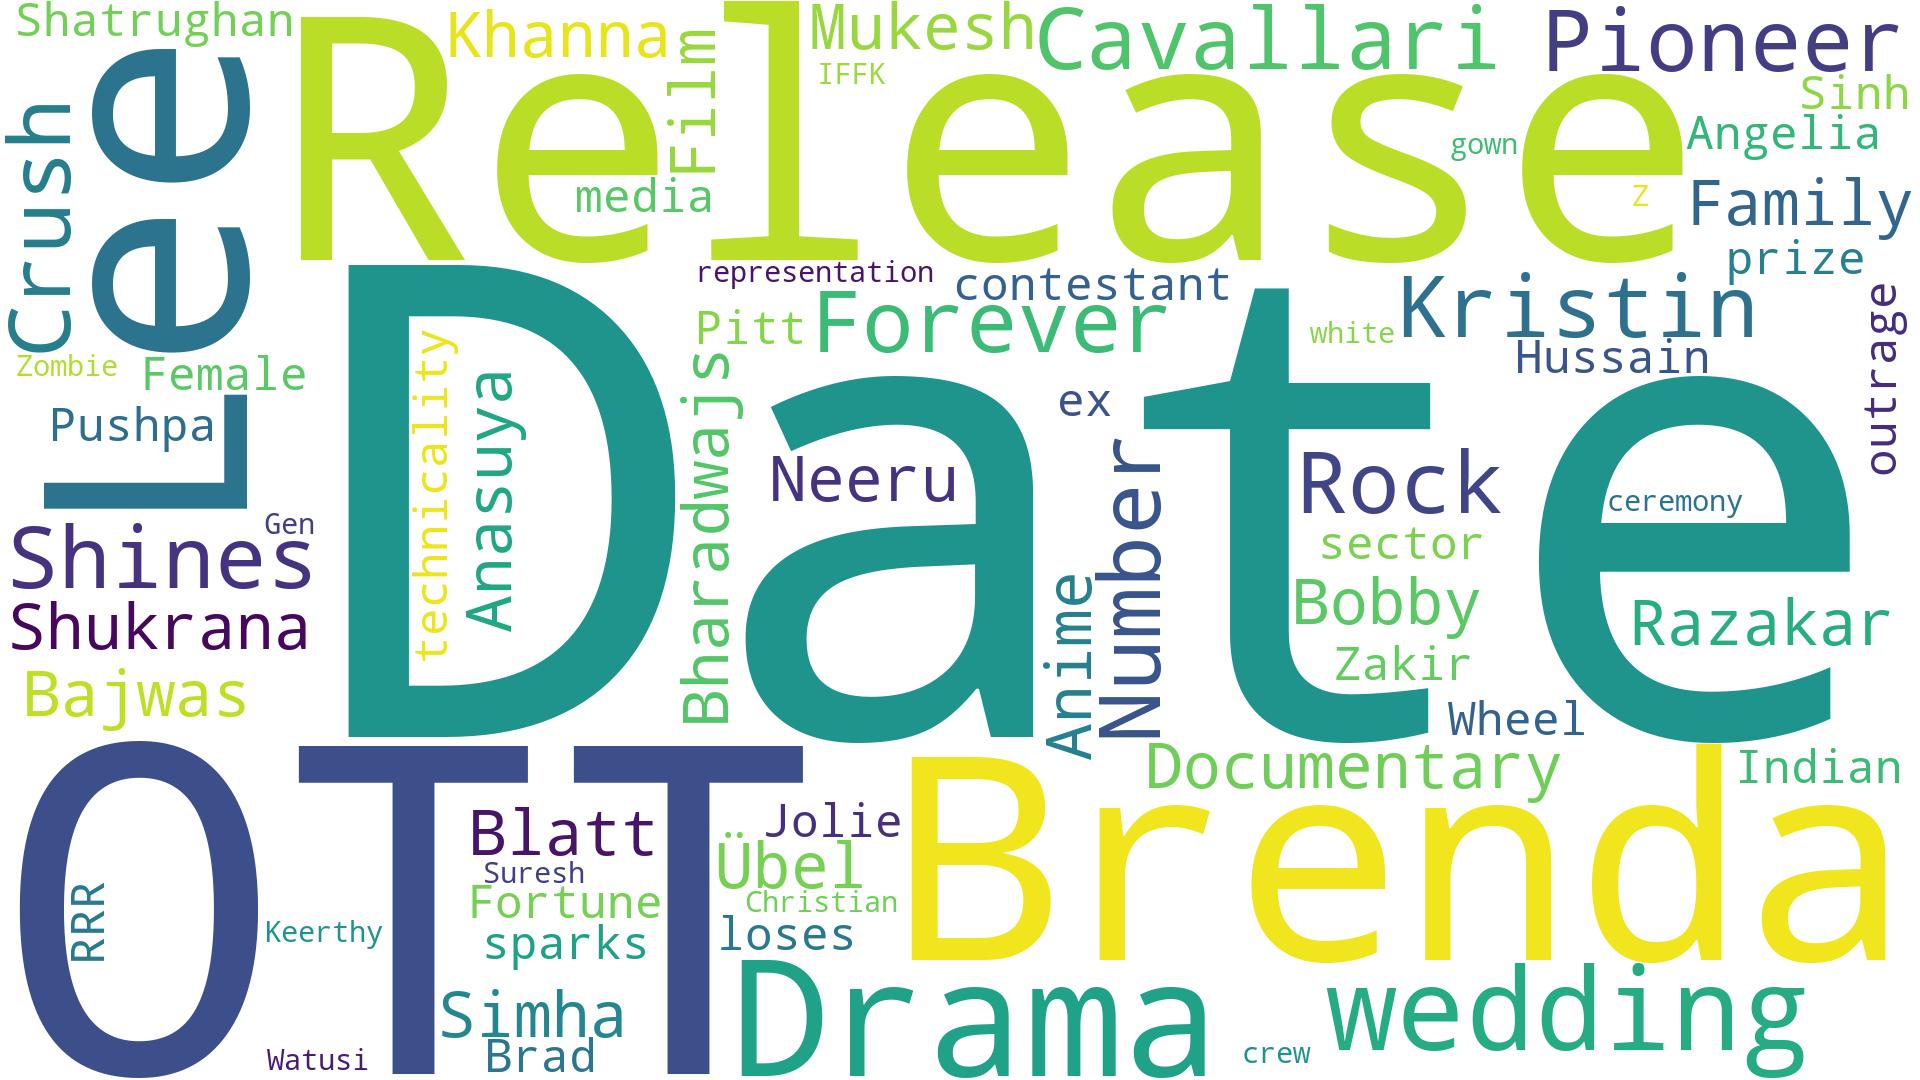 Shatrughan
Release
Khanna
Film
Mukesh
IFFK
Cavallari
Pioneer
Sinh
Angelia
gown
Z
Family
media
Crush
Lee
prize
representation
contestant
Kristin
outrage
Pitt
Forever
white
Hussain
Zombie
Female
Pushpa
Date
technicality
Anasuya
Bharadwajs
ex
Neeru
Number
Rock
ceremony
Gen
Shines
sector
Shukrana
Anime
Bobby
Razakar
Zakir
Bajwas
Wheel
OTT
Documentary
Indian
Brenda
Blatt
Jolie
Suresh
Übel
RRR
Fortune
Christian
Keerthy
sparks
loses
Simha
Drama
wedding
Watusi
Brad
crew